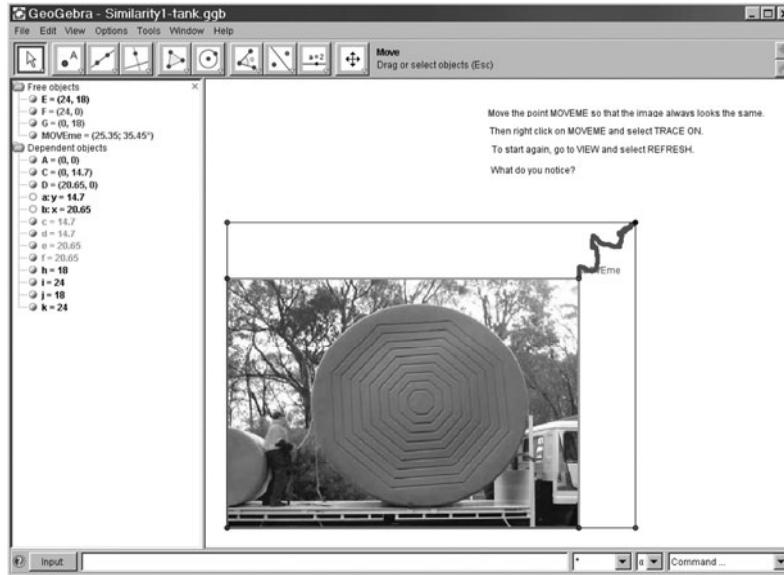 GeoGebra - Similarity1-tank.ggb
File Edit View Options Tools Window Help
A
a=2
Move
Drag or select objects (Esc)
Free objects
E = (24, 18)
F = (24, 0)
G = (0, 18)
MOVEme = (25.35; 35.45°)
Dependent objects
A = (0, 0)
C = (0, 14.7)
D = (20.65, 0)
a: y = 14.7
b: x = 20.65
c = 14.7
d = 14.7
e = 20.65
f = 20.65
h = 18
i = 24
j = 18
k = 24
Move the point MOVEME so that the image always looks the same.
Then right click on MOVEME and select TRACE ON.
To start again, go to VIEW and select REFRESH.
What do you notice?
Input
α
Command ...